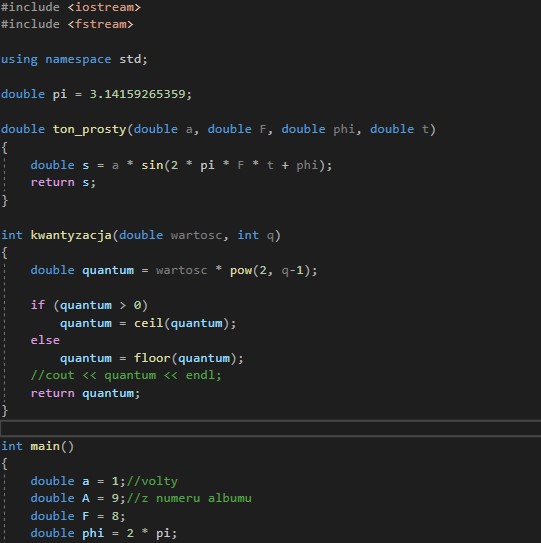 #include <iostream>
#include <fstream>
using namespace std;
double pi = 3.14159265359;
double ton_prosty(double a, double F, double phi, double t)
{
double s = a * sin(2 * pi * F * t + phi);
return s;
}
int kwantyzacja(double wartosc, int q)
{
double quantum = wartosc * pow(2, q-1);
if (quantum > 0)
quantum = ceil(quantum);
else
quantum = floor(quantum);
//cout << quantum << endl;
return quantum;
}
int main()
{
double a = 1;//volty
double A = 9;//z numeru albumu
double F = 8;
double phi = 2 * pi;